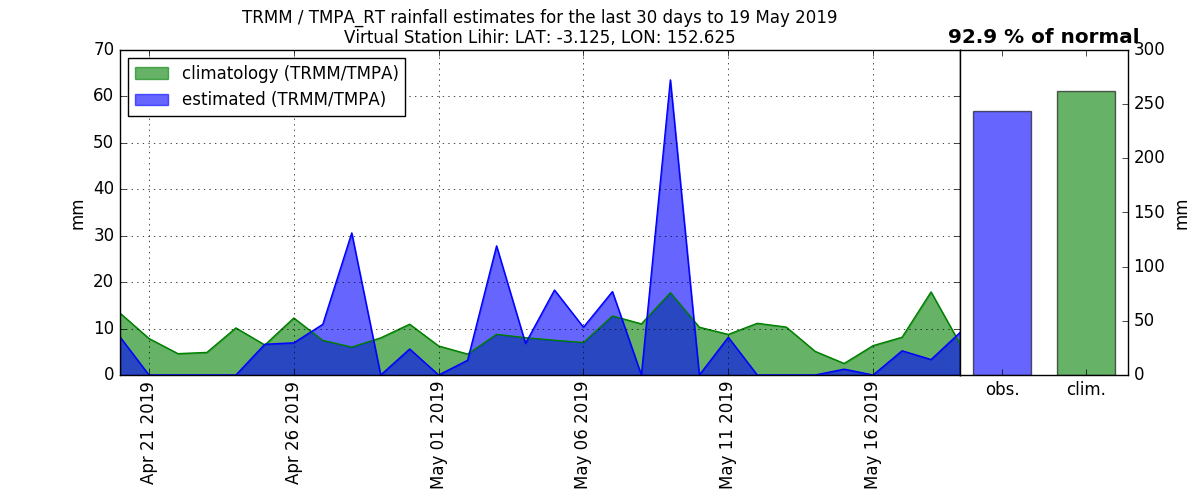 TRMM / TMPA_RT rainfall estimates for the last 30 days to 19 May 2019
Virtual Station Lihir: LAT: -3.125, LON: 152.625
92.9 % of normal
climatology (TRMM/TMPA)
estimated (TRMM/TMPA)
mm
70
60
50
40
30
20
10
0
Apr 21 2019
Apr 26 2019
May 01 2019
May 06 2019
May 11 2019
May 16 2019
300
250
200
150
100
50
0
mm
obs.
clim.